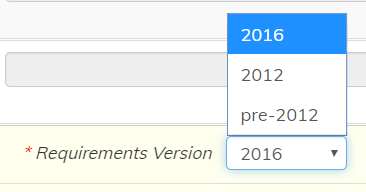 2016
2012
pre-2012
* Requirements Version 2016